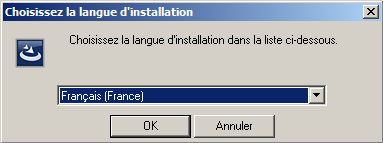 Choisissez la langue d'installation
Choisissez la langue d'installation dans la liste ci-dessous.
Français (France)
OK
Annuler